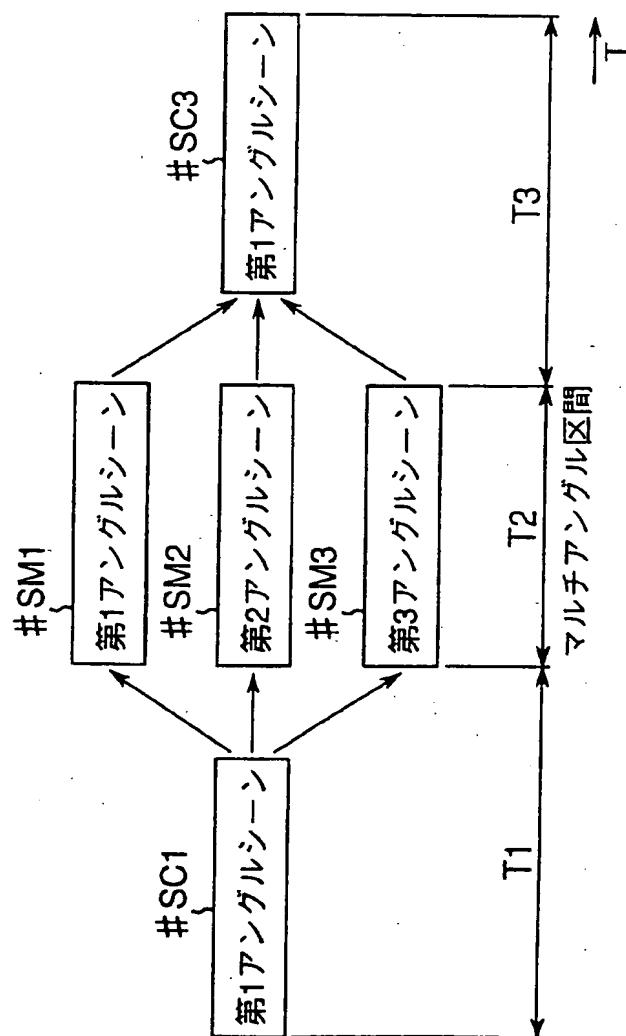 #SC1
第1アングルシーン
#SM1
第1アングルシーン
#SM2
第2アングルシーン
#SM3
第3アングルシーン
#SC3
第1アングルシーン
T1
T2
T3
マルチアングル区間
T